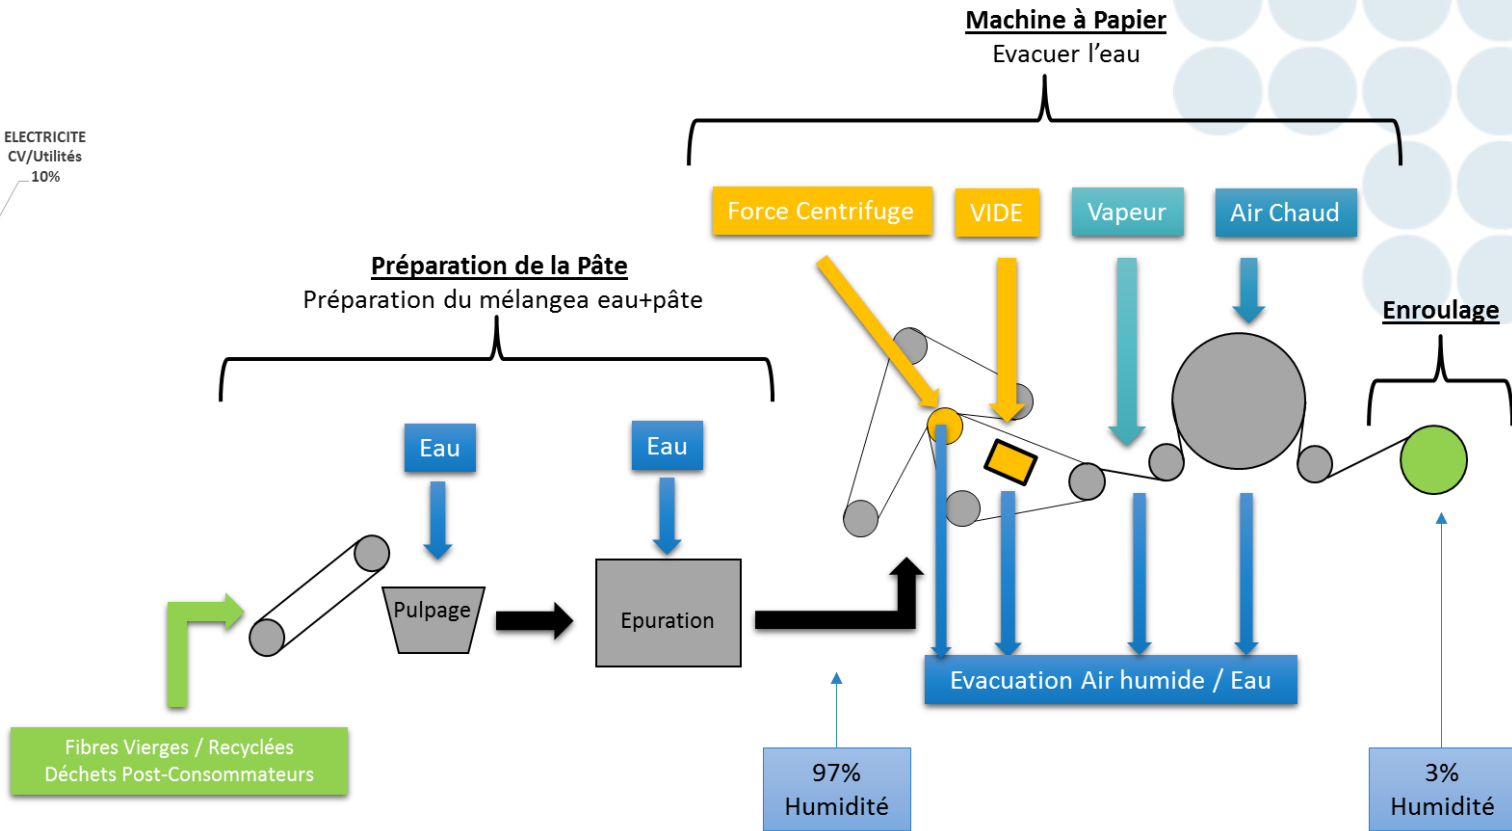 Machine à Papier
Evacuer l'eau
ELECTRICITE
CV/Utilités
10%
Force Centrifuge
VIDE
Vapeur
Air Chaud
Préparation de la Pâte
Préparation du mélangea eau+pâte
Enroulage
Eau
Eau
Pulpage
Epuration
Evacuation Air humide / Eau
Fibres Vierges / Recyclées
Déchets Post-Consommateurs
97%
Humidité
3%
Humidité